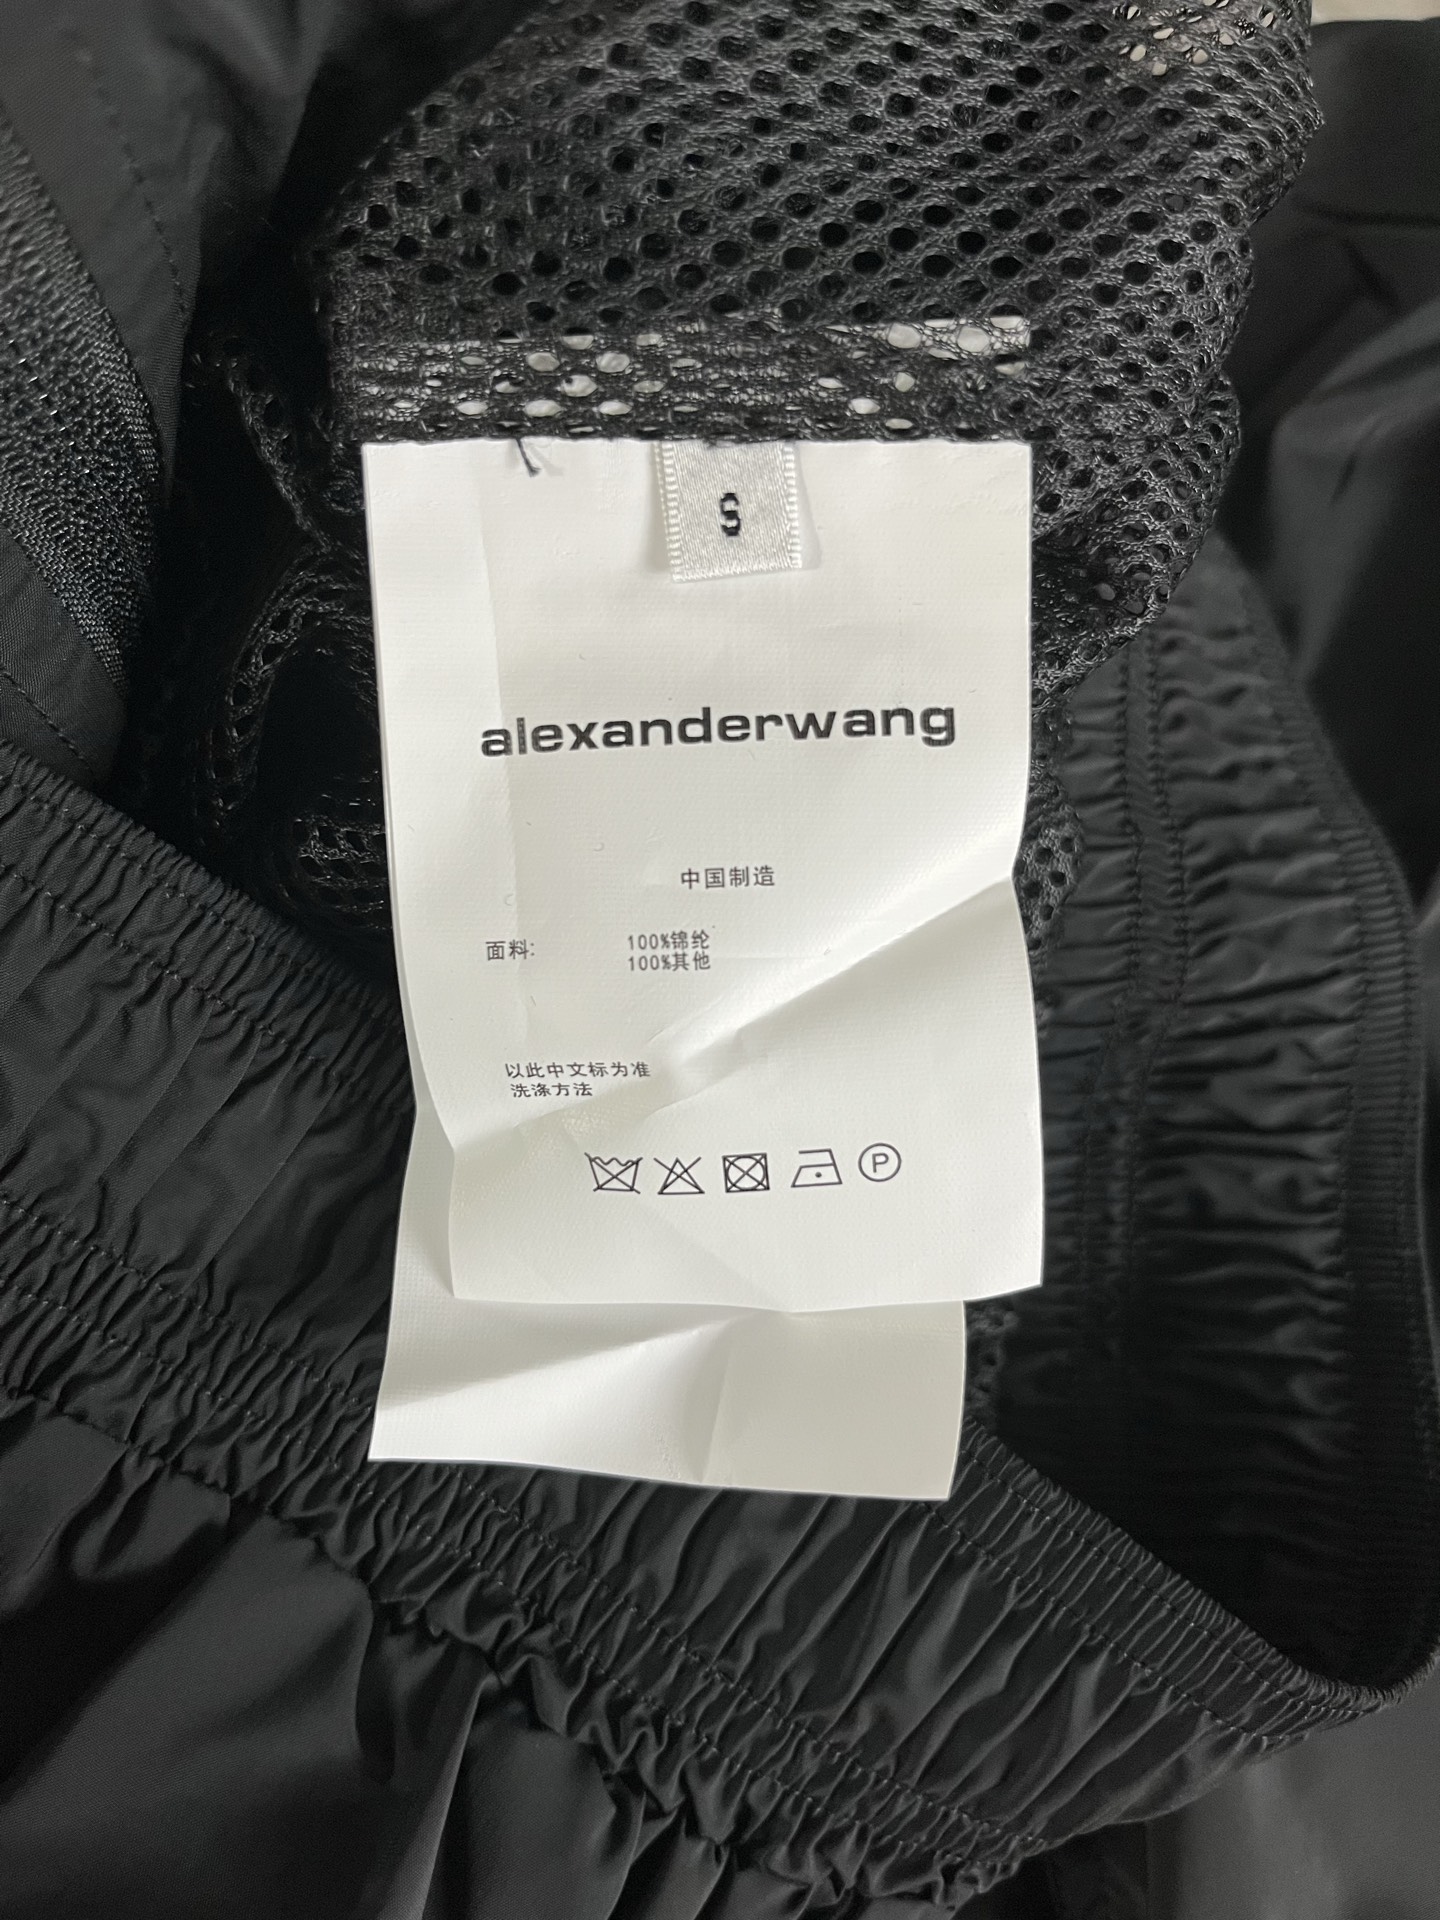 S
alexanderwang
中国制造
面料: 100%锦纶
100%其他
以此中文标为准
洗涤方法
P